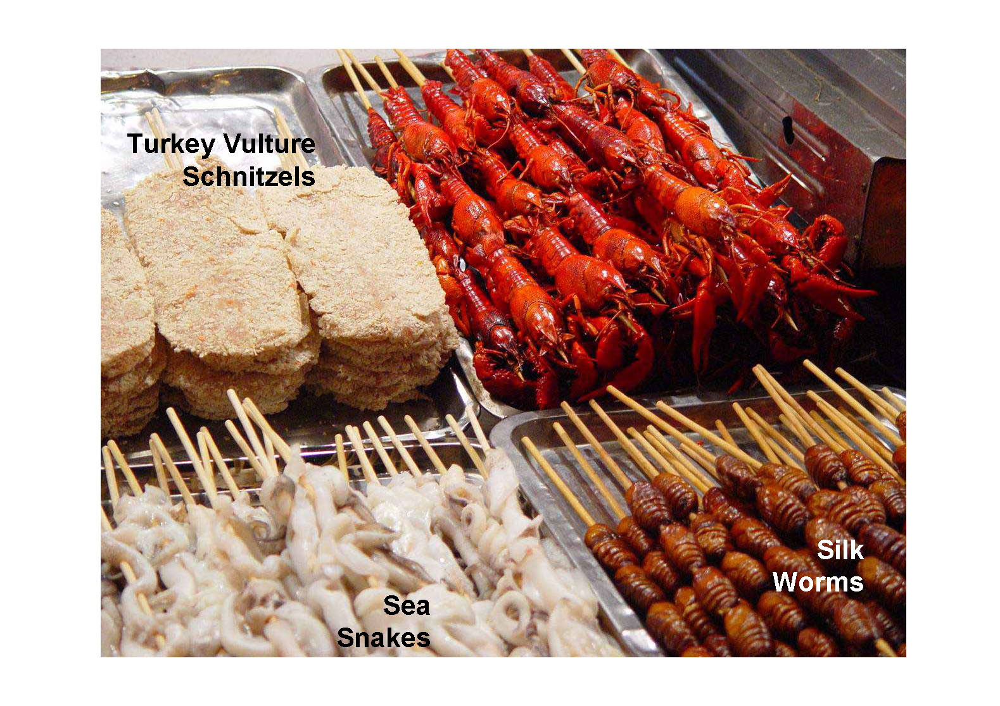 Turkey Vulture
Schnitzels
Silk
Worms
Sea
Snakes